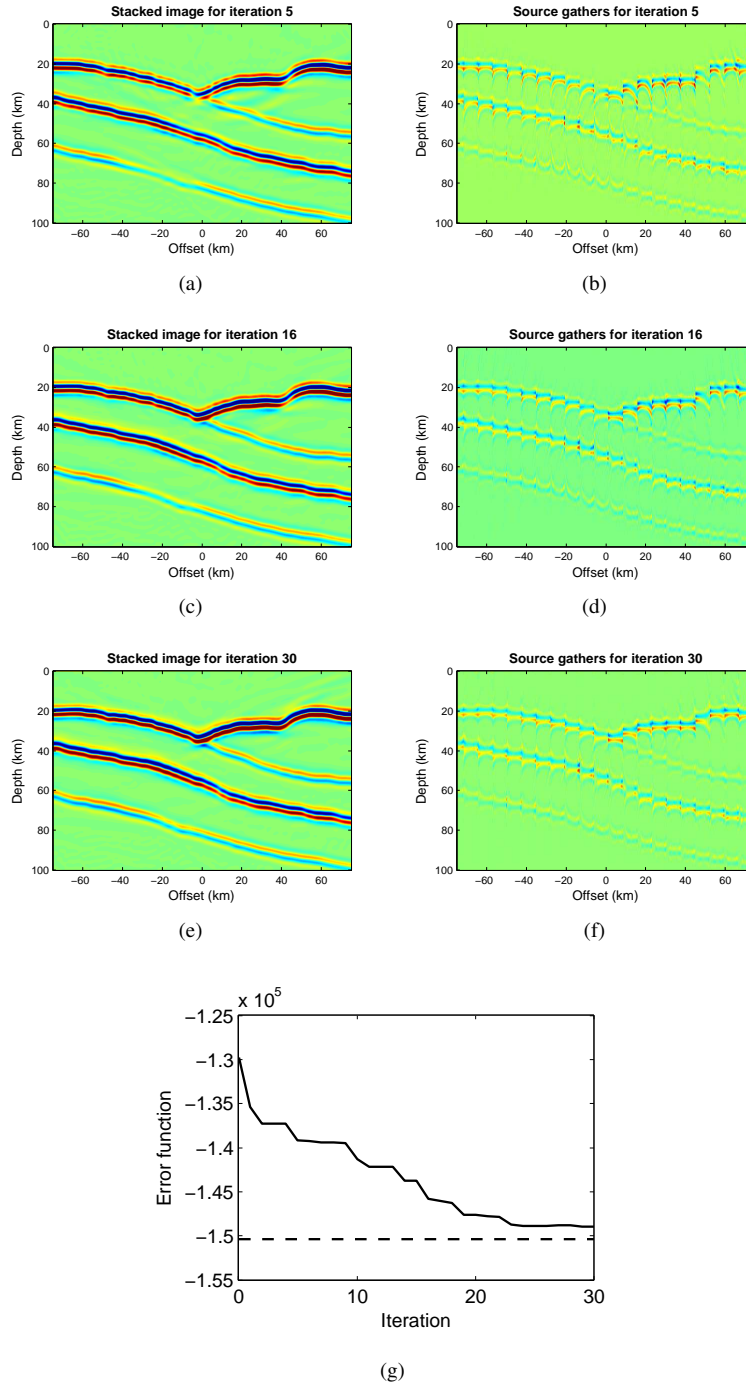 Stacked image for iteration 5
0
20
40
60
80
100
Depth (km)
−60 −40 −20 0 20 40 60
Offset (km)
(a)
Source gathers for iteration 5
0
20
40
60
80
100
Depth (km)
−60 −40 −20 0 20 40 60
Offset (km)
(b)
Stacked image for iteration 16
0
20
40
60
80
100
Depth (km)
−60 −40 −20 0 20 40 60
Offset (km)
(c)
Source gathers for iteration 16
0
20
40
60
80
100
Depth (km)
−60 −40 −20 0 20 40 60
Offset (km)
(d)
Stacked image for iteration 30
0
20
40
60
80
100
Depth (km)
−60 −40 −20 0 20 40 60
Offset (km)
(e)
Source gathers for iteration 30
0
20
40
60
80
100
Depth (km)
−60 −40 −20 0 20 40 60
Offset (km)
(f)
x 10^5
−1.25
−1.3
−1.35
−1.4
−1.45
−1.5
−1.55
Error function
0 10 20 30
Iteration
(g)